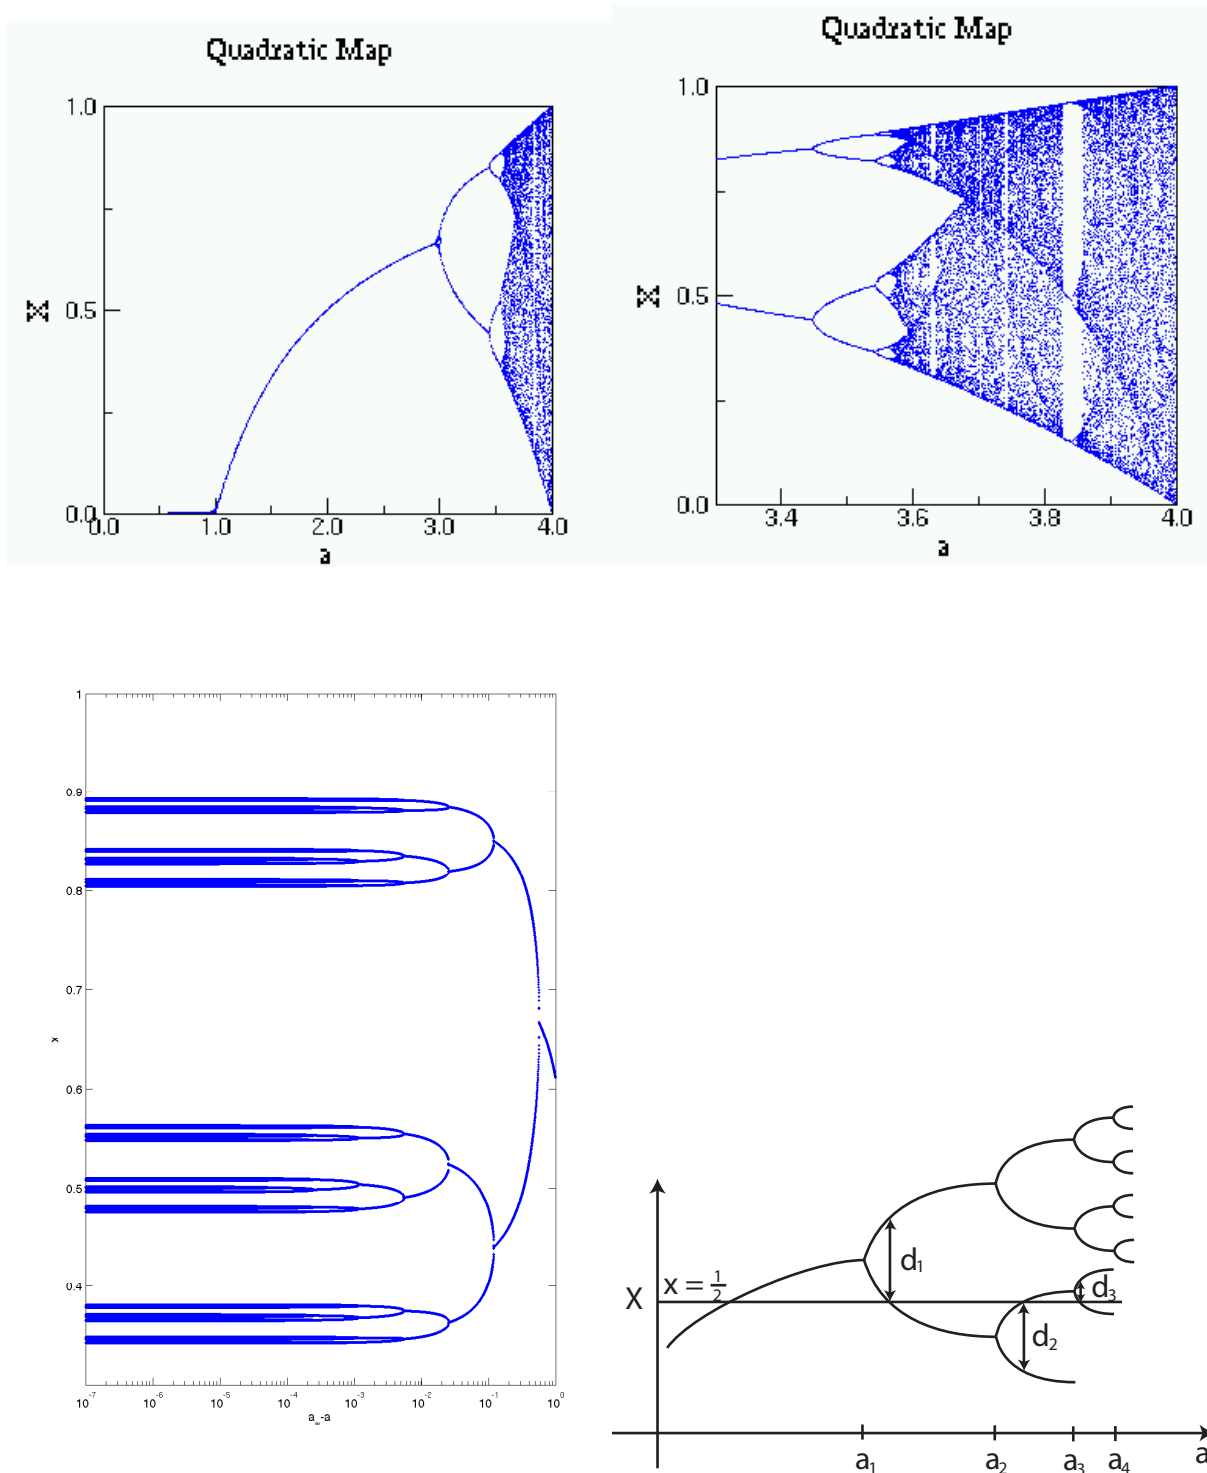 Quadratic Map
1.0
X
0.5
0.0
0.0 1.0 2.0 3.0 4.0
a
Quadratic Map
1.0
X
0.5
0.0
3.4 3.6 3.8 4.0
a
1
0.9
0.8
0.7
x
0.6
0.5
0.4
10⁻⁷ 10⁻⁶ 10⁻⁵ 10⁻⁴ 10⁻³ 10⁻² 10⁻¹ 10⁰
a∞-a
X
x = 1/2
d₁
d₂
d₃
a₁ a₂ a₃ a₄ a